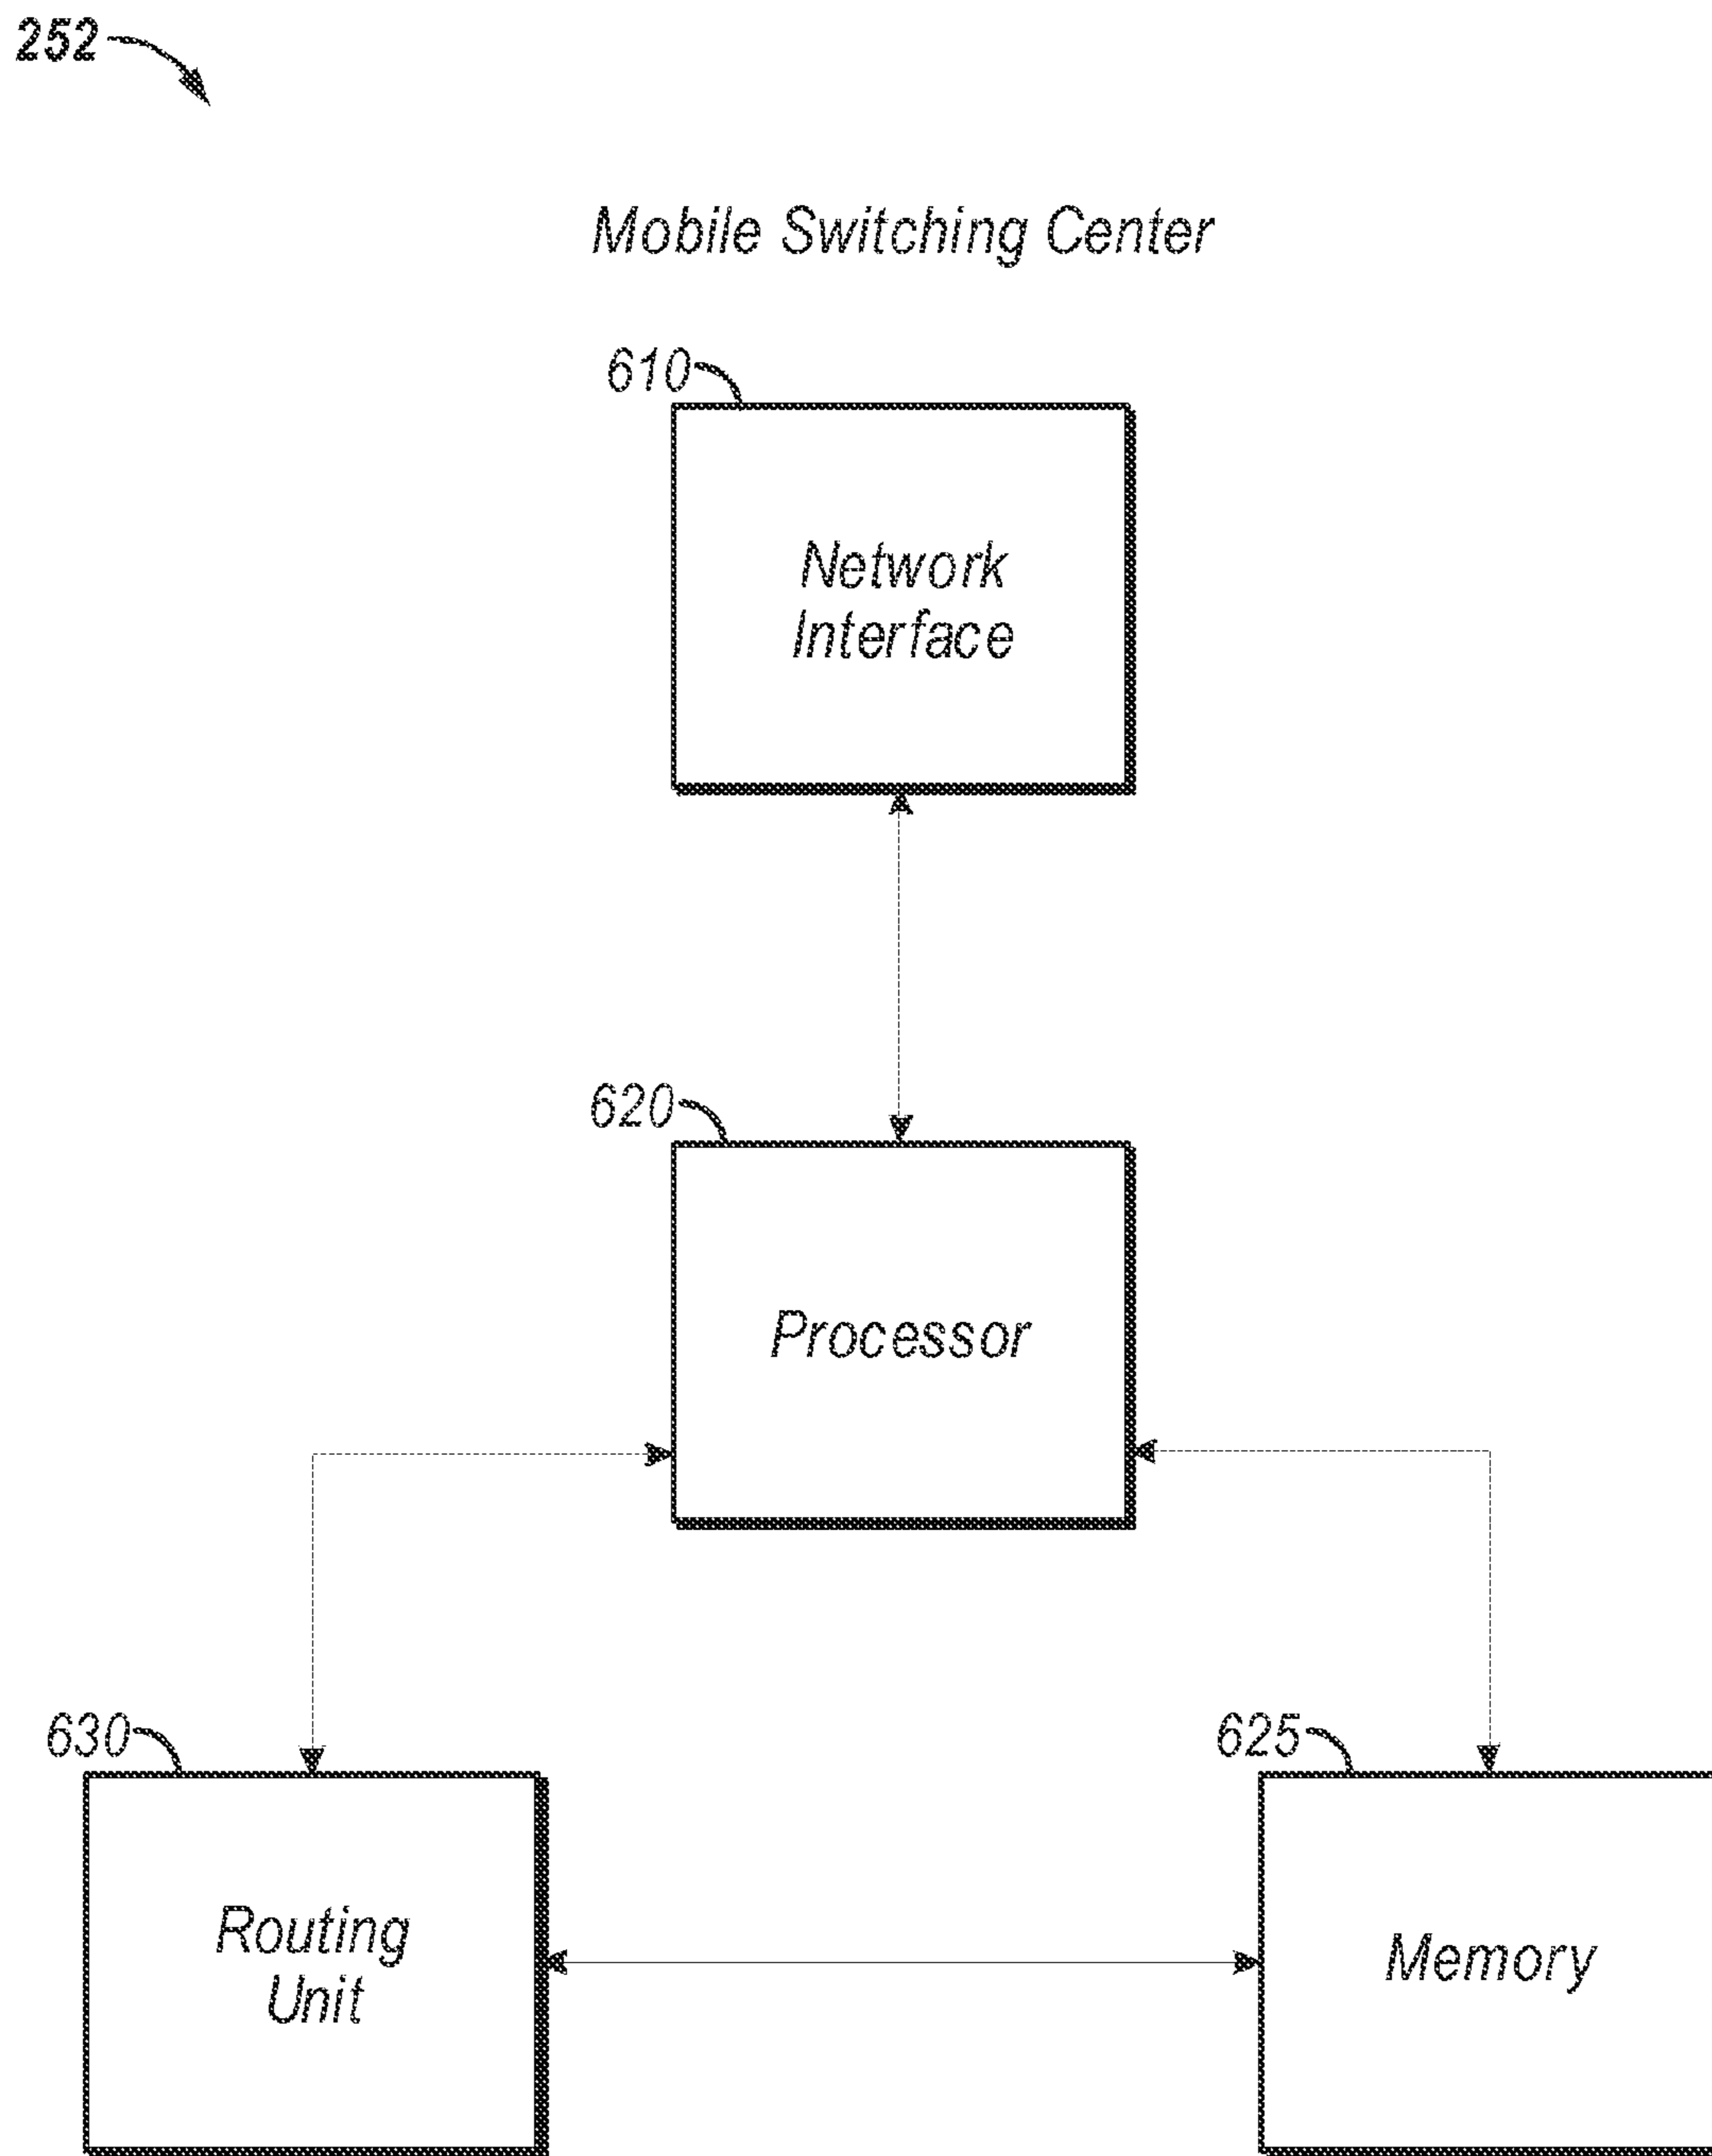 252
Mobile Switching Center
610
Network
Interface
620
Processor
630
Routing
Unit
625
Memory